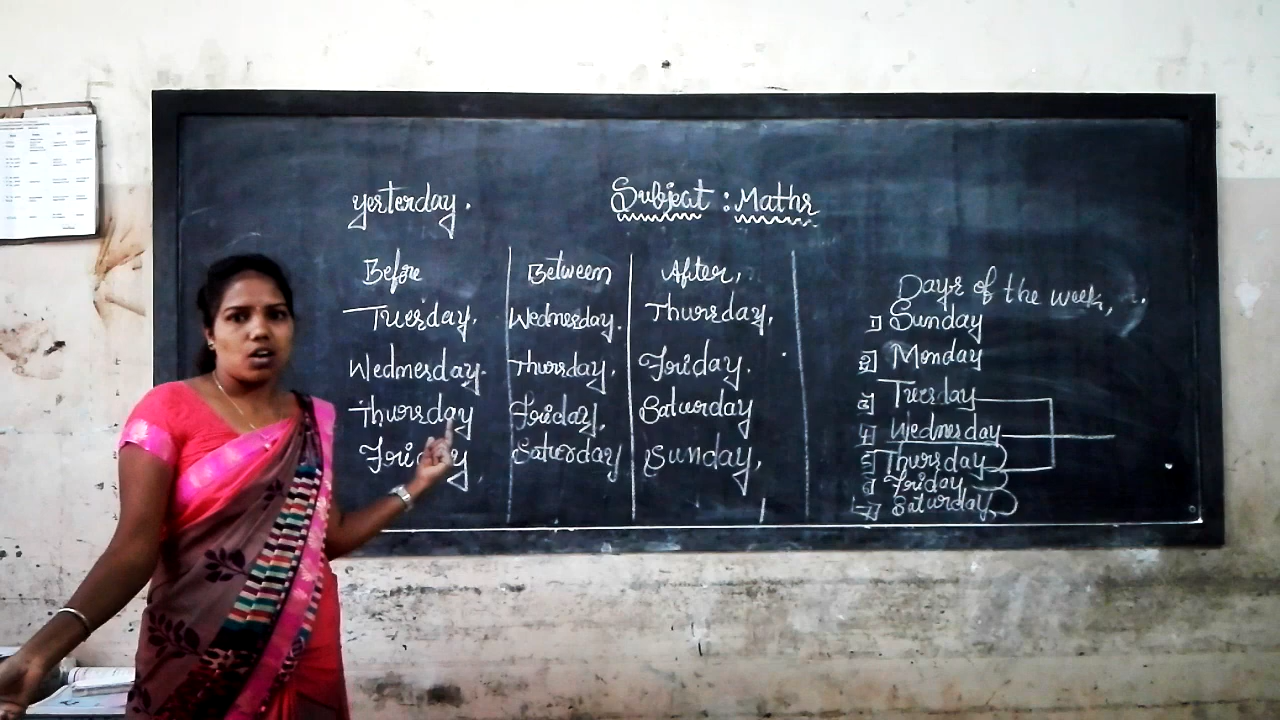 yesterday.
Subject : Maths
Before Between After,
Tuesday, Wednesday. Thursday,
Wednesday. Thursday, Friday.
Thursday Friday, Saturday
Friday Saturday Sunday,
Days of the week,
1 Sunday
2 Monday
3 Tuesday
4 Wednesday
5 Thursday
6 Friday
7 Saturday,